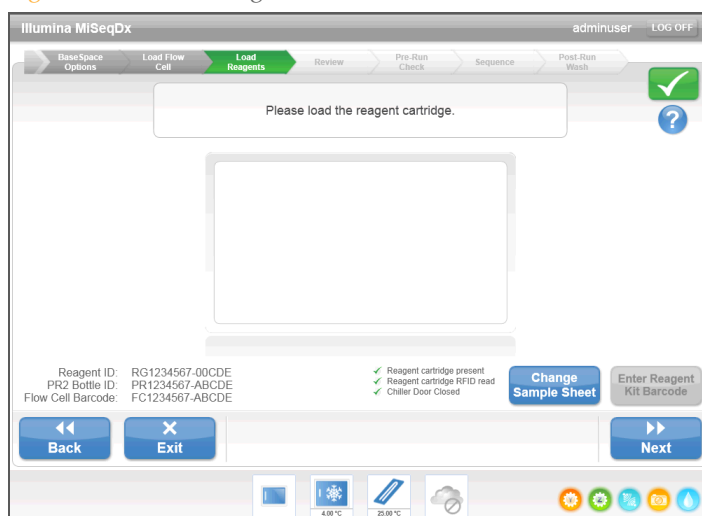 Illumina MiSeqDx
adminuser LOG OFF
BaseSpace
Options
Load Flow
Cell
Load
Reagents
Review
Pre-Run
Check
Sequence
Post-Run
Wash
Please load the reagent cartridge.
Reagent ID: RG1234567-00CDE
PR2 Bottle ID: PR1234567-ABCDE
Flow Cell Barcode: FC1234567-ABCDE
Reagent cartridge present
Reagent cartridge RFID read
Chiller Door Closed
Change
Sample Sheet
Enter Reagent
Kit Barcode
Back
Exit
Next
4.00 °C
25.00 °C